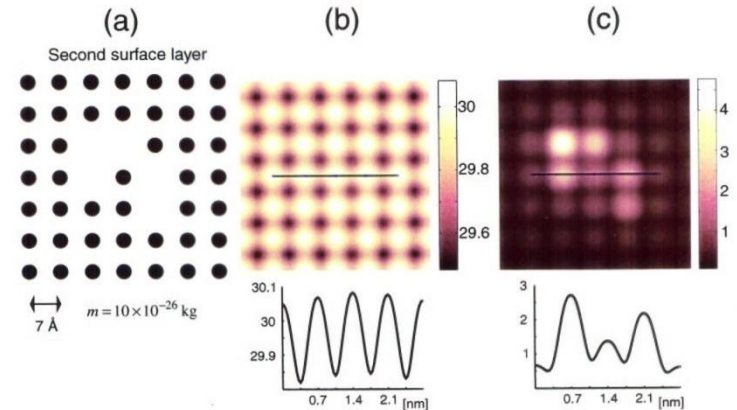 (a)
(b)
(c)
Second surface layer
7 Å
m = 10 × 10⁻²⁶ kg
30
29.8
29.6
4
3
2
1
30.1
30
29.9
0.7 1.4 2.1 [nm]
3
2
1
0.7 1.4 2.1 [nm]